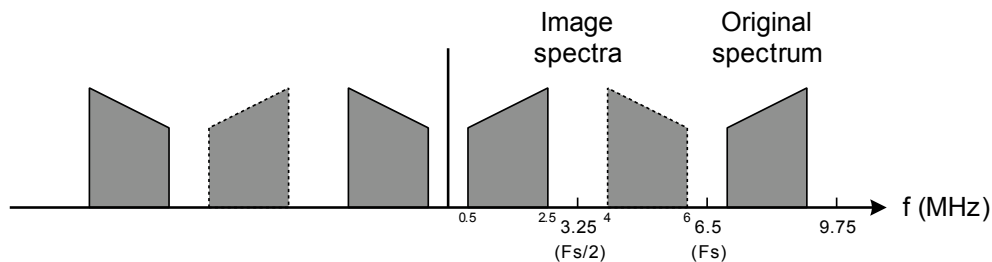 Image
spectra
Original
spectrum
0.5
2.5
3.25
(Fs/2)
4
6
6.5
(Fs)
9.75
f (MHz)